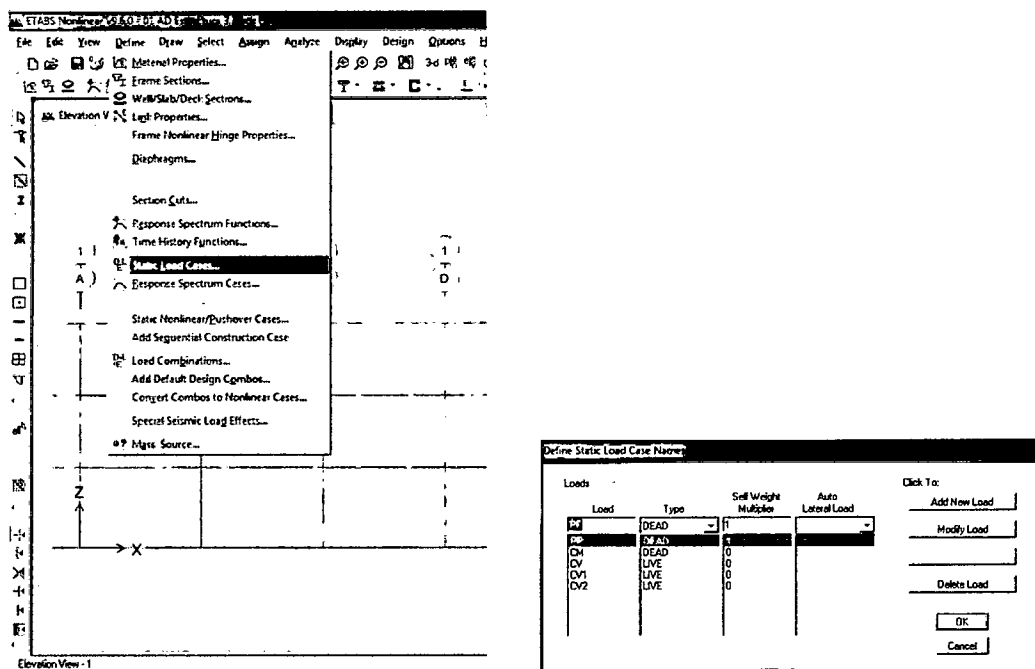 ETABS Nonlinear
File Edit View Define Draw Select Assign Analyze Display Design Options H
Material Properties...
Frame Sections...
Wall/Slab/Deck Sections...
Link Properties...
Frame Nonlinear Hinge Properties...
Diaphragms...
Section Cuts...
Response Spectrum Functions...
Time History Functions...
Static Load Cases...
Response Spectrum Cases...
Static Nonlinear/Pushover Cases...
Add Sequential Construction Case
Load Combinations...
Add Default Design Combos...
Convert Combos to Nonlinear Cases...
Special Seismic Load Effects...
Mass Source...
3-d
Elevation V
1 1
A D
Z
X
Elevation View - 1
Define Static Load Case Names
Loads
Click To:
Load Type Self Weight Multiplier Auto Lateral Load
DEAD 1
PP DEAD 1
CM DEAD 0
CV LIVE 0
CV1 LIVE 0
CV2 LIVE 0
Add New Load
Modify Load
Delete Load
OK
Cancel